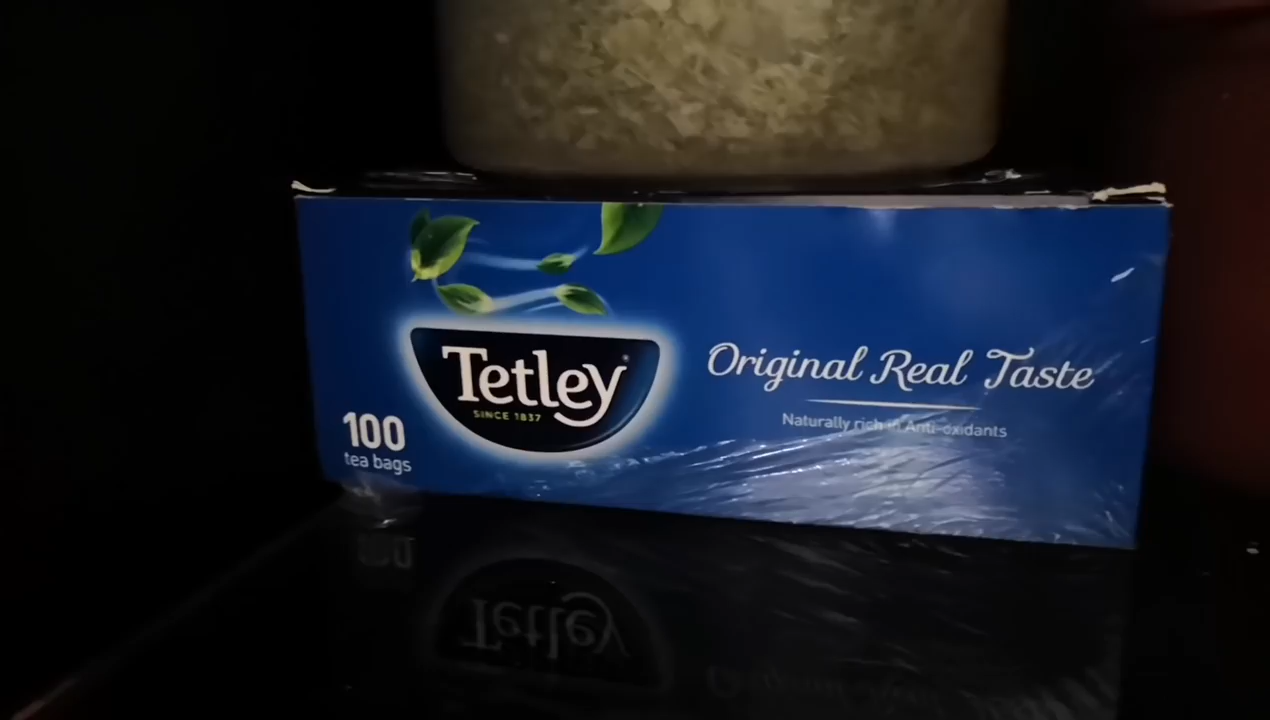 Tetley
SINCE 1837
100
tea bags
Original Real Taste
Naturally rich in Anti-oxidants